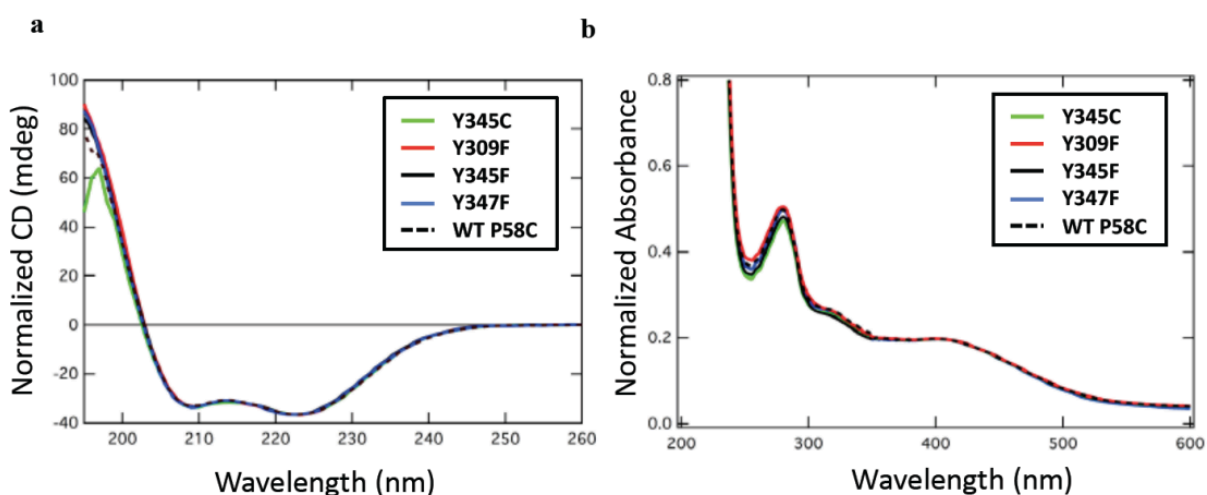 a
b
Normalized CD (mdeg)
100
80
60
40
20
0
-20
-40
200
210
220
230
240
250
260
Wavelength (nm)
Y345C
Y309F
Y345F
Y347F
WT P58C
Normalized Absorbance
0.8
0.6
0.4
0.2
0.0
200
300
400
500
600
Wavelength (nm)
Y345C
Y309F
Y345F
Y347F
WT P58C